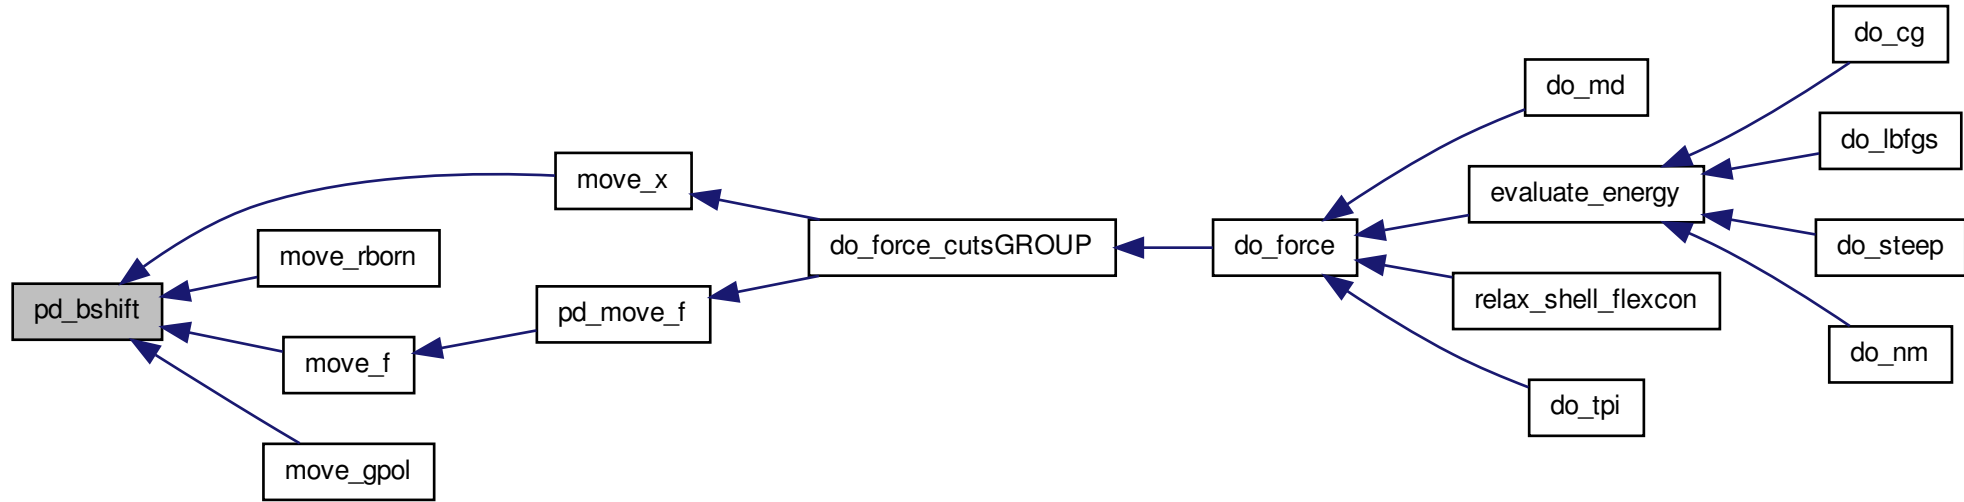 do_cg
do_md
do_lbfgs
move_x
evaluate_energy
move_rborn
do_force_cutsGROUP
do_force
do_steep
pd_bshift
pd_move_f
relax_shell_flexcon
move_f
do_nm
do_tpi
move_gpol